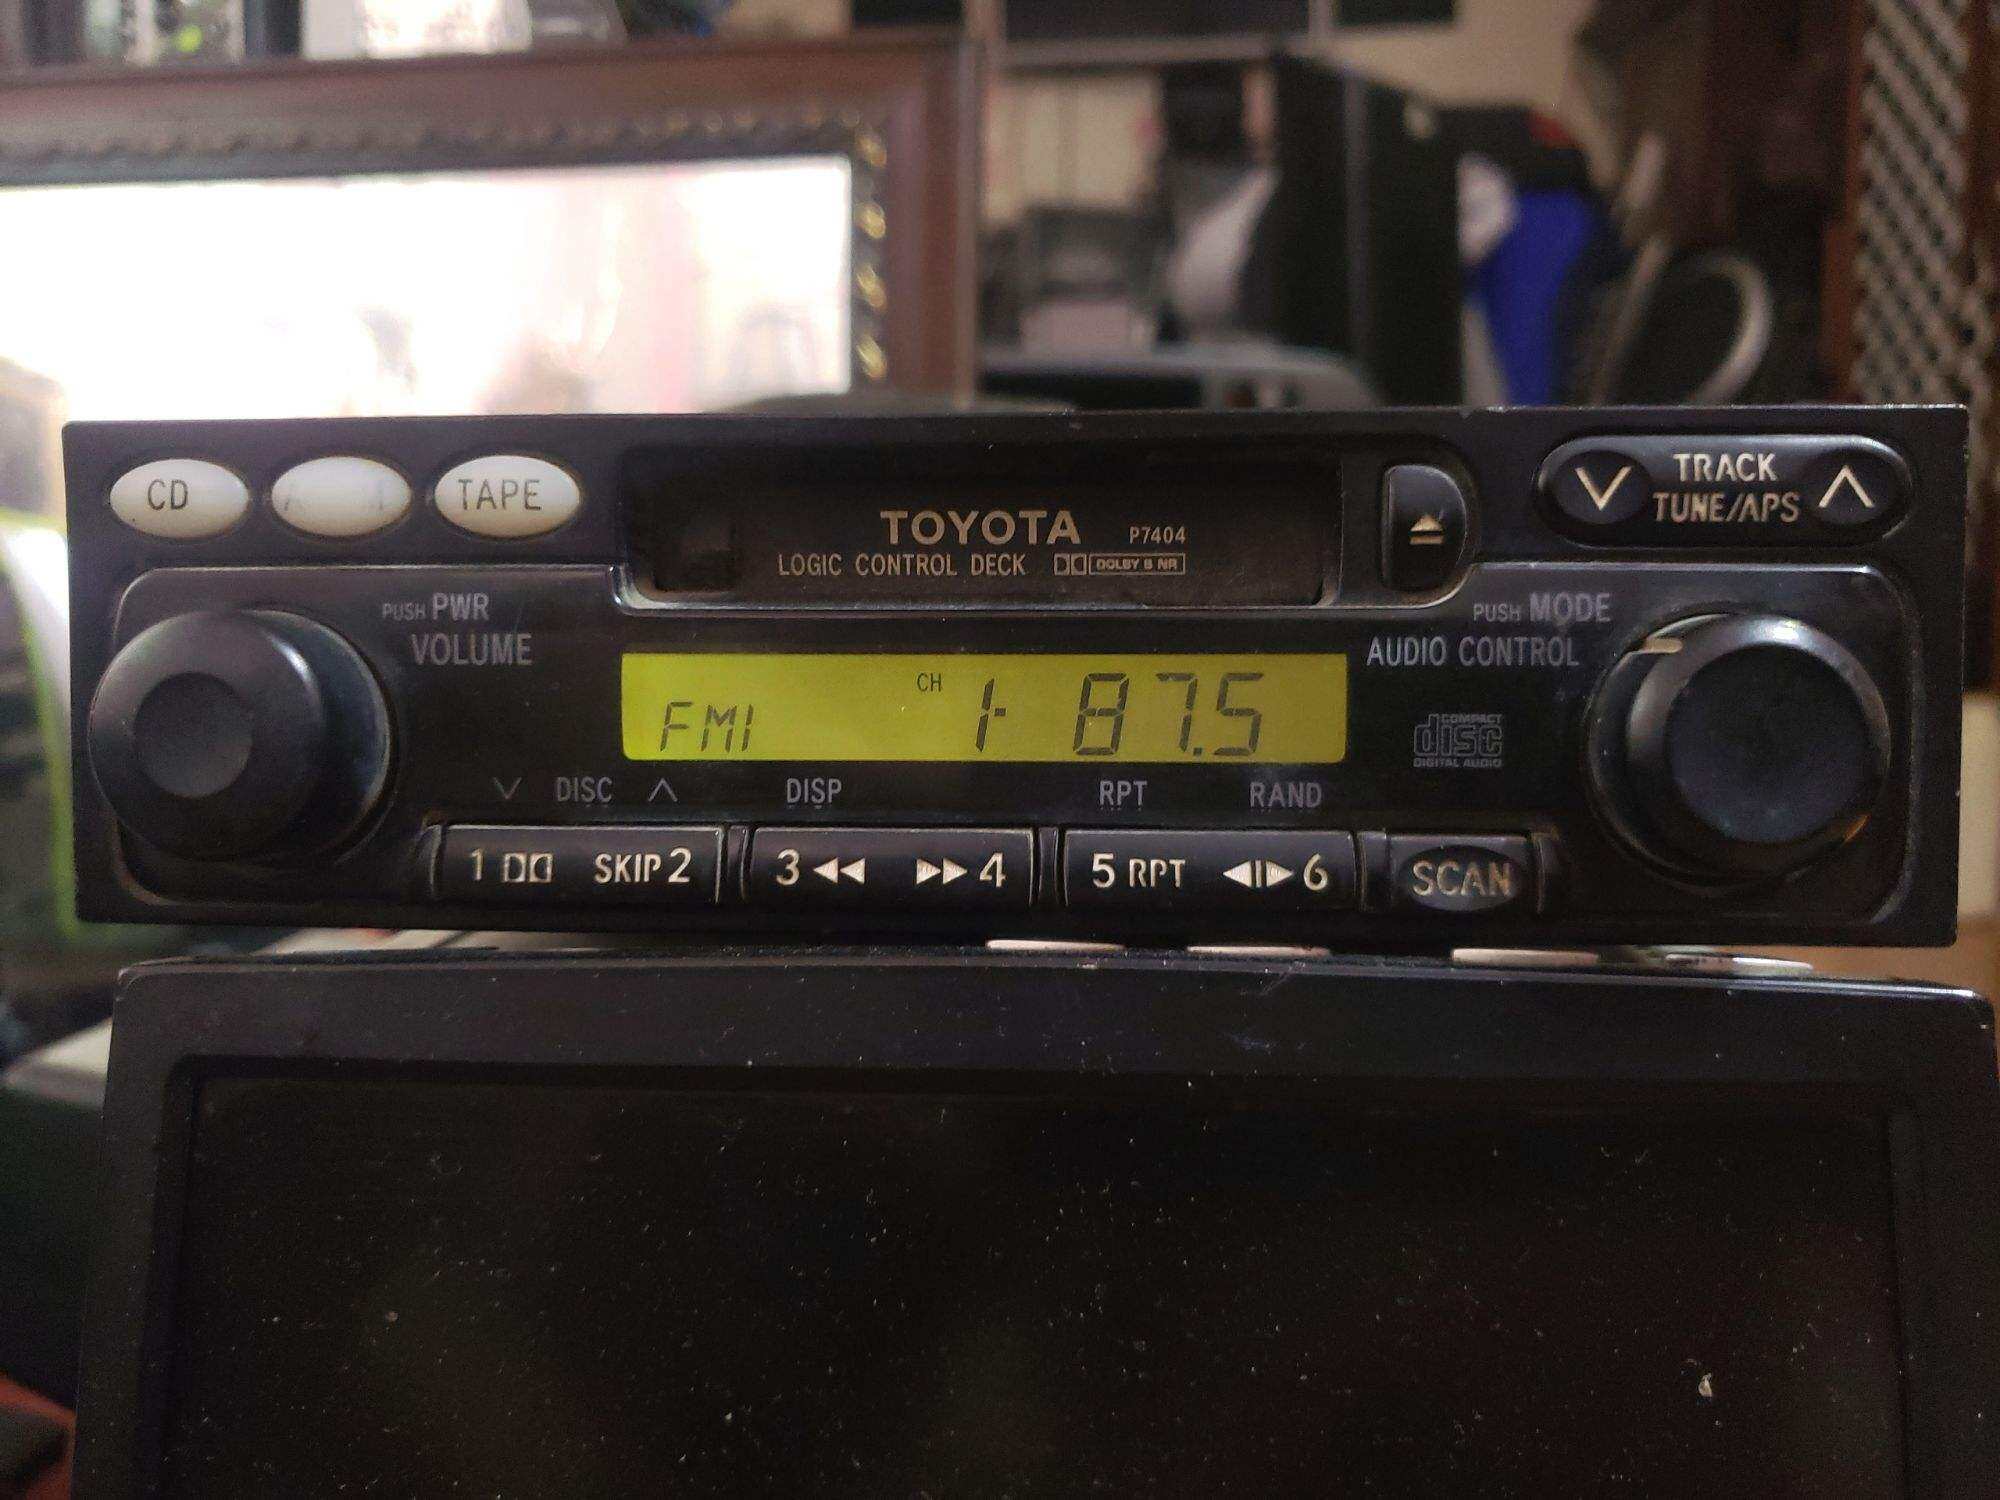 CD
TAPE
TOYOTA P7404
LOGIC CONTROL DECK DOLBY B NR
TRACK
TUNE/APS
PUSH PWR
VOLUME
PUSH MODE
AUDIO CONTROL
FM1 CH 1- 87.5
COMPACT
disc
DIGITAL AUDIO
DISC DISP RPT RAND
1 SKIP 2 3 4 5 RPT 6 SCAN